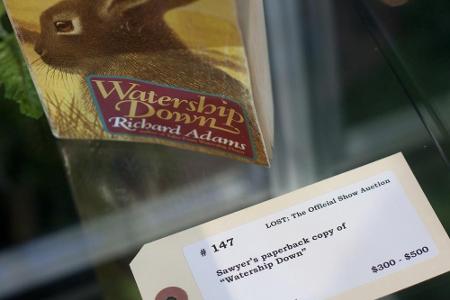 Watership
Down
Richard Adams
LOST: The Official Show Auction
# 147
Sawyer's paperback copy of
"Watership Down"
$300 - $500